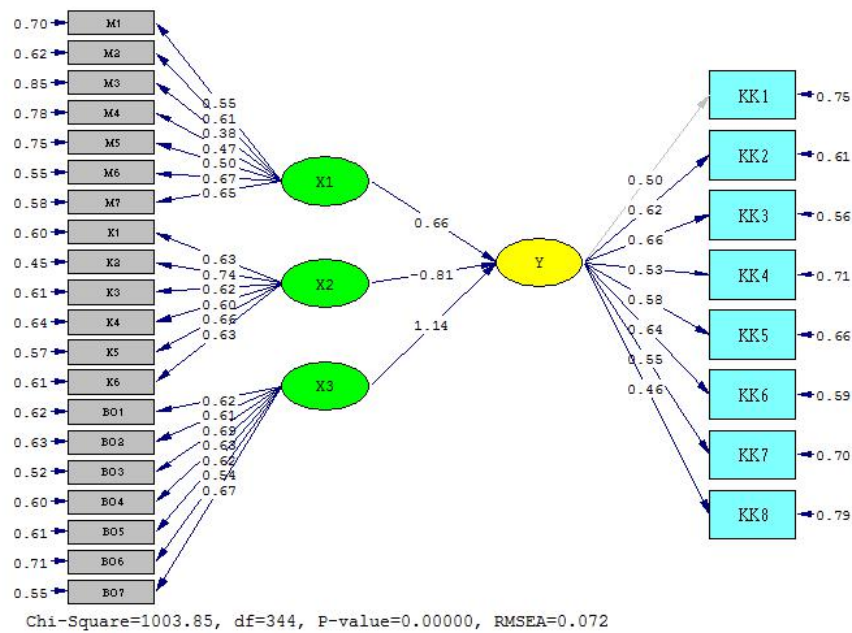 0.70 M1
0.62 M2
0.85 M3
0.78 M4
0.75 M5
0.55 M6
0.58 M7
0.60 K1
0.45 K2
0.61 K3
0.64 K4
0.57 K5
0.61 K6
0.62 BO1
0.63 BO2
0.52 BO3
0.60 BO4
0.61 BO5
0.71 BO6
0.55 BO7
0.55
0.61
0.38
0.47
0.50
0.67
0.65
0.63
0.74
0.62
0.60
0.66
0.63
0.62
0.61
0.69
0.63
0.62
0.54
0.67
X1
X2
X3
0.66
-0.81
1.14
Y
0.50
0.62
0.66
0.53
0.58
0.64
0.55
0.46
KK1 0.75
KK2 0.61
KK3 0.56
KK4 0.71
KK5 0.66
KK6 0.59
KK7 0.70
KK8 0.79
Chi-Square=1003.85, df=344, P-value=0.00000, RMSEA=0.072